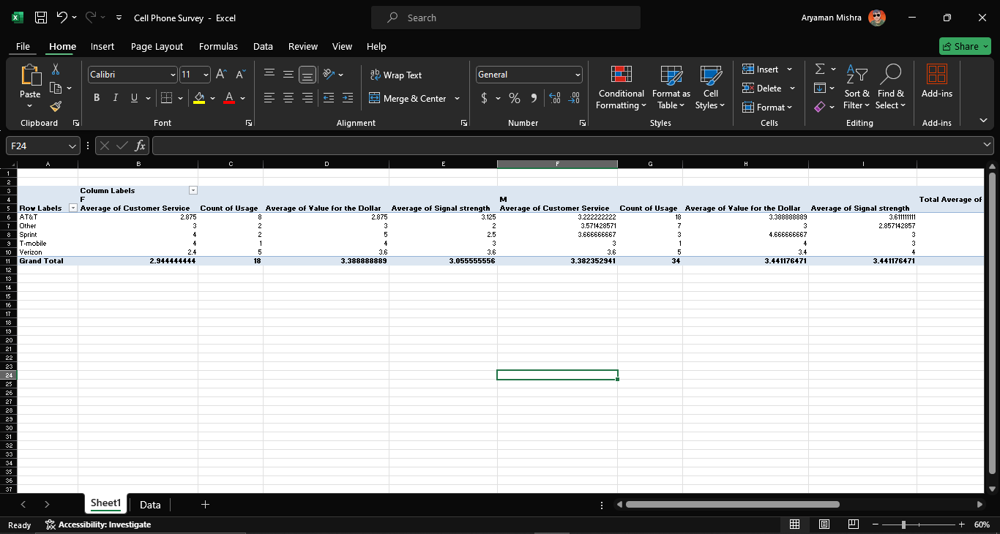 Cell Phone Survey - Excel
Search
Aryaman Mishra
File Home Insert Page Layout Formulas Data Review View Help
Share
Paste
Calibri 11
Wrap Text
Merge & Center
General
Conditional Formatting
Format as Table
Cell Styles
Insert
Delete
Format
Sort & Filter
Find & Select
Add-ins
Clipboard Font Alignment Number Styles Cells Editing Add-ins
F24
fx
A B C D E F G H I
1
2
3 Column Labels
4 F M Total Average of
5 Row Labels Average of Customer Service Count of Usage Average of Value for the Dollar Average of Signal strength Average of Customer Service Count of Usage Average of Value for the Dollar Average of Signal strength
6 AT&T 2.875 8 2.875 3.125 3.222222222 18 3.388888889 3.611111111
7 Other 3 2 3 2 3.571428571 7 3 2.857142857
8 Sprint 4 2 5 2.5 3.666666667 3 4.666666667 3
9 T-mobile 4 1 4 3 3 1 4 3
10 Verizon 2.4 5 3.6 3.6 3.6 5 3.4 4
11 Grand Total 2.944444444 18 3.388888889 3.055555556 3.382352941 34 3.441176471 3.441176471
12
13
14
15
16
17
18
19
20
21
22
23
24
25
26
27
28
29
30
31
32
33
34
35
36
37
Sheet1 Data
Ready Accessibility: Investigate 60%